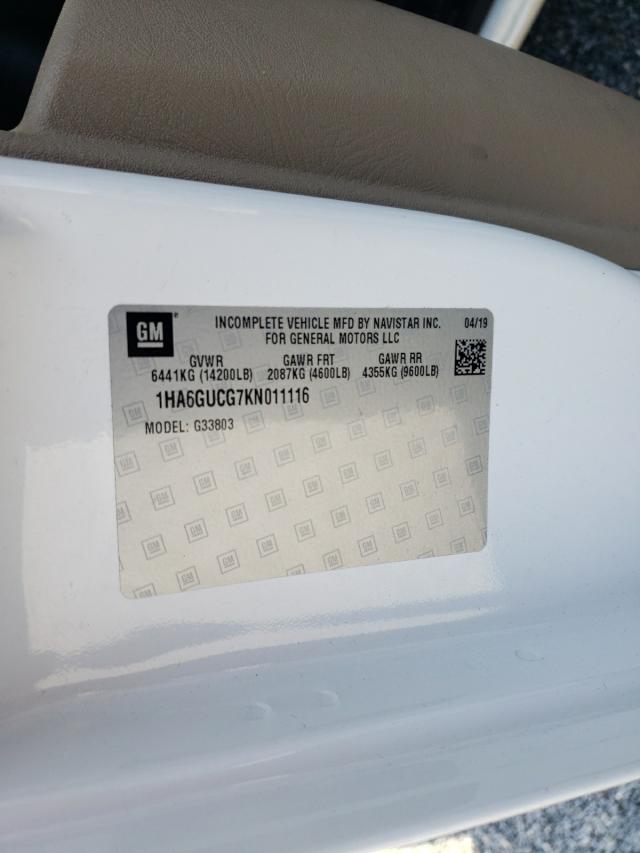 GM INCOMPLETE VEHICLE MFD BY NAVISTAR INC. 04/19
FOR GENERAL MOTORS LLC
GVWR GAWR FRT GAWR RR
6441KG (14200LB) 2087KG (4600LB) 4355KG (9600LB)
1HA6GUCG7KN011116
MODEL: G33803